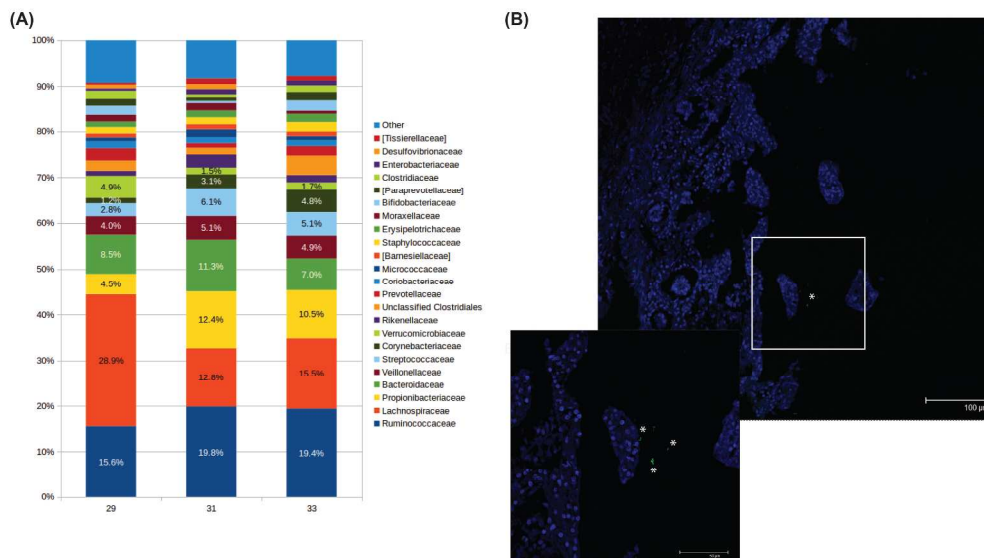 (A)
(B)
100%
90%
80%
70%
60%
50%
40%
30%
20%
10%
0%
4.9%
1.2%
2.8%
4.0%
8.5%
4.5%
28.9%
15.6%
1.5%
3.1%
6.1%
5.1%
11.3%
12.4%
12.8%
19.8%
1.7%
4.8%
5.1%
4.9%
7.0%
10.5%
15.5%
19.4%
29
31
33
Other
[Tissierellaceae]
Desulfovibrionaceae
Enterobacteriaceae
Clostridiaceae
[Paraprevotellaceae]
Bifidobacteriaceae
Moraxellaceae
Erysipelotrichaceae
Staphylococcaceae
[Barnesiellaceae]
Micrococcaceae
Coriobacteriaceae
Prevotellaceae
Unclassified Clostridiales
Rikenellaceae
Verrucomicrobiaceae
Corynebacteriaceae
Streptococcaceae
Veillonellaceae
Bacteroidaceae
Propionibacteriaceae
Lachnospiraceae
Ruminococcaceae
*
100 µm
*
*
*